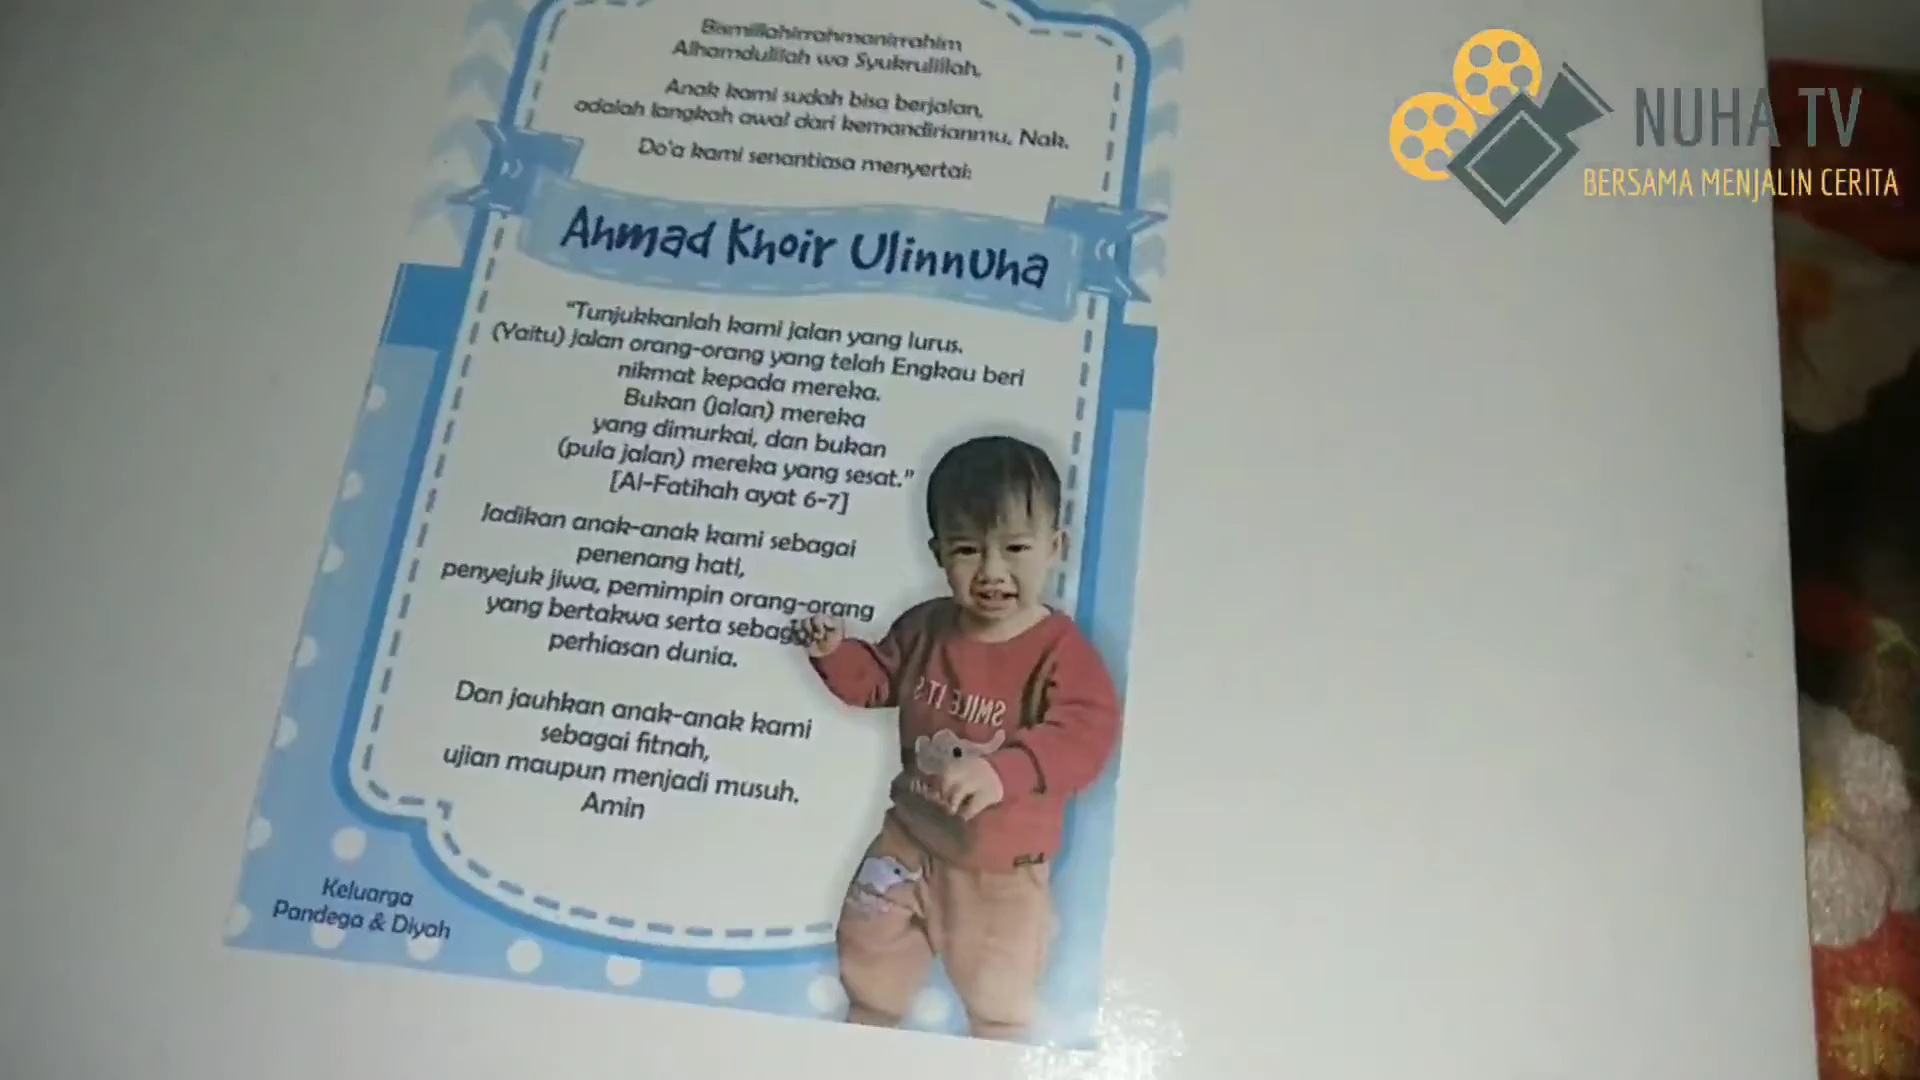 Bismillahirrahmanirrahim
Alhamdulillah wa Syukrulillah,
Anak kami sudah bisa berjalan,
adalah langkah awal dari kemandirianmu, Nak.
Do'a kami senantiasa menyertai:
Ahmad Khoir Ulinnuha
"Tunjukkanlah kami jalan yang lurus.
(Yaitu) jalan orang-orang yang telah Engkau beri
nikmat kepada mereka.
Bukan (jalan) mereka
yang dimurkai, dan bukan
(pula jalan) mereka yang sesat."
[Al-Fatihah ayat 6-7]
Jadikan anak-anak kami sebagai
penenang hati,
penyejuk jiwa, pemimpin orang-orang
yang bertakwa serta sebagai
perhiasan dunia.
Dan jauhkan anak-anak kami
sebagai fitnah,
ujian maupun menjadi musuh.
Amin
Keluarga
Pandega & Diyah
SMILE IT'S
NUHA TV
BERSAMA MENJALIN CERITA